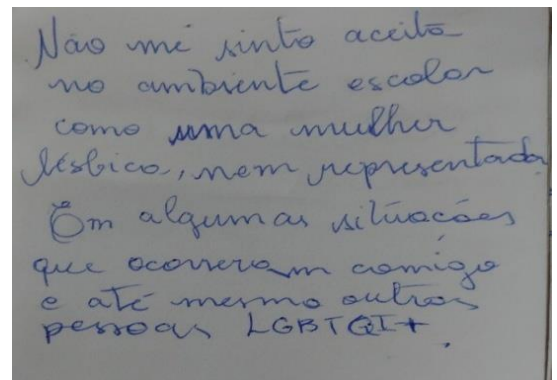 Não me sinto aceita
no ambiente escolar
como uma mulher
lésbica, nem representada
Em algumas situações
que ocorreram comigo
e até mesmo outras
pessoas LGBTQI+.